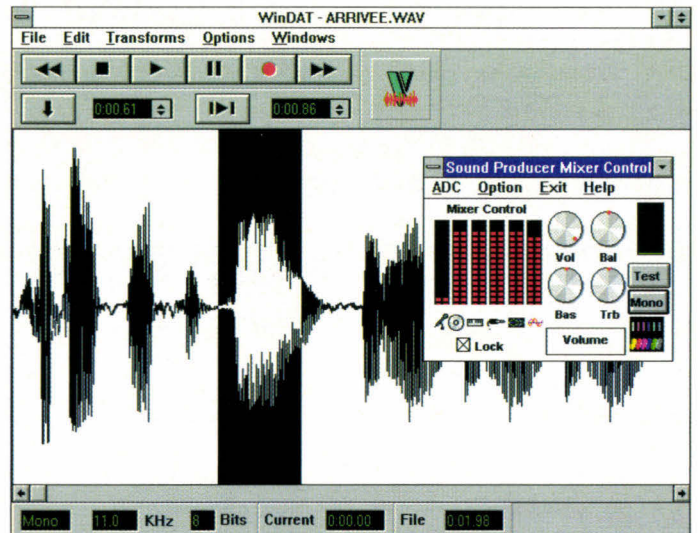 WinDAT - ARRIVEE.WAV
File Edit Transforms Options Windows
0:00.61 0:00.86
Sound Producer Mixer Control
ADC Option Exit Help
Mixer Control
Vol Bal
Test
Bas Trb Mono
Lock Volume
Mono 11.0 KHz 8 Bits Current 0:00.00 File 0:01.98